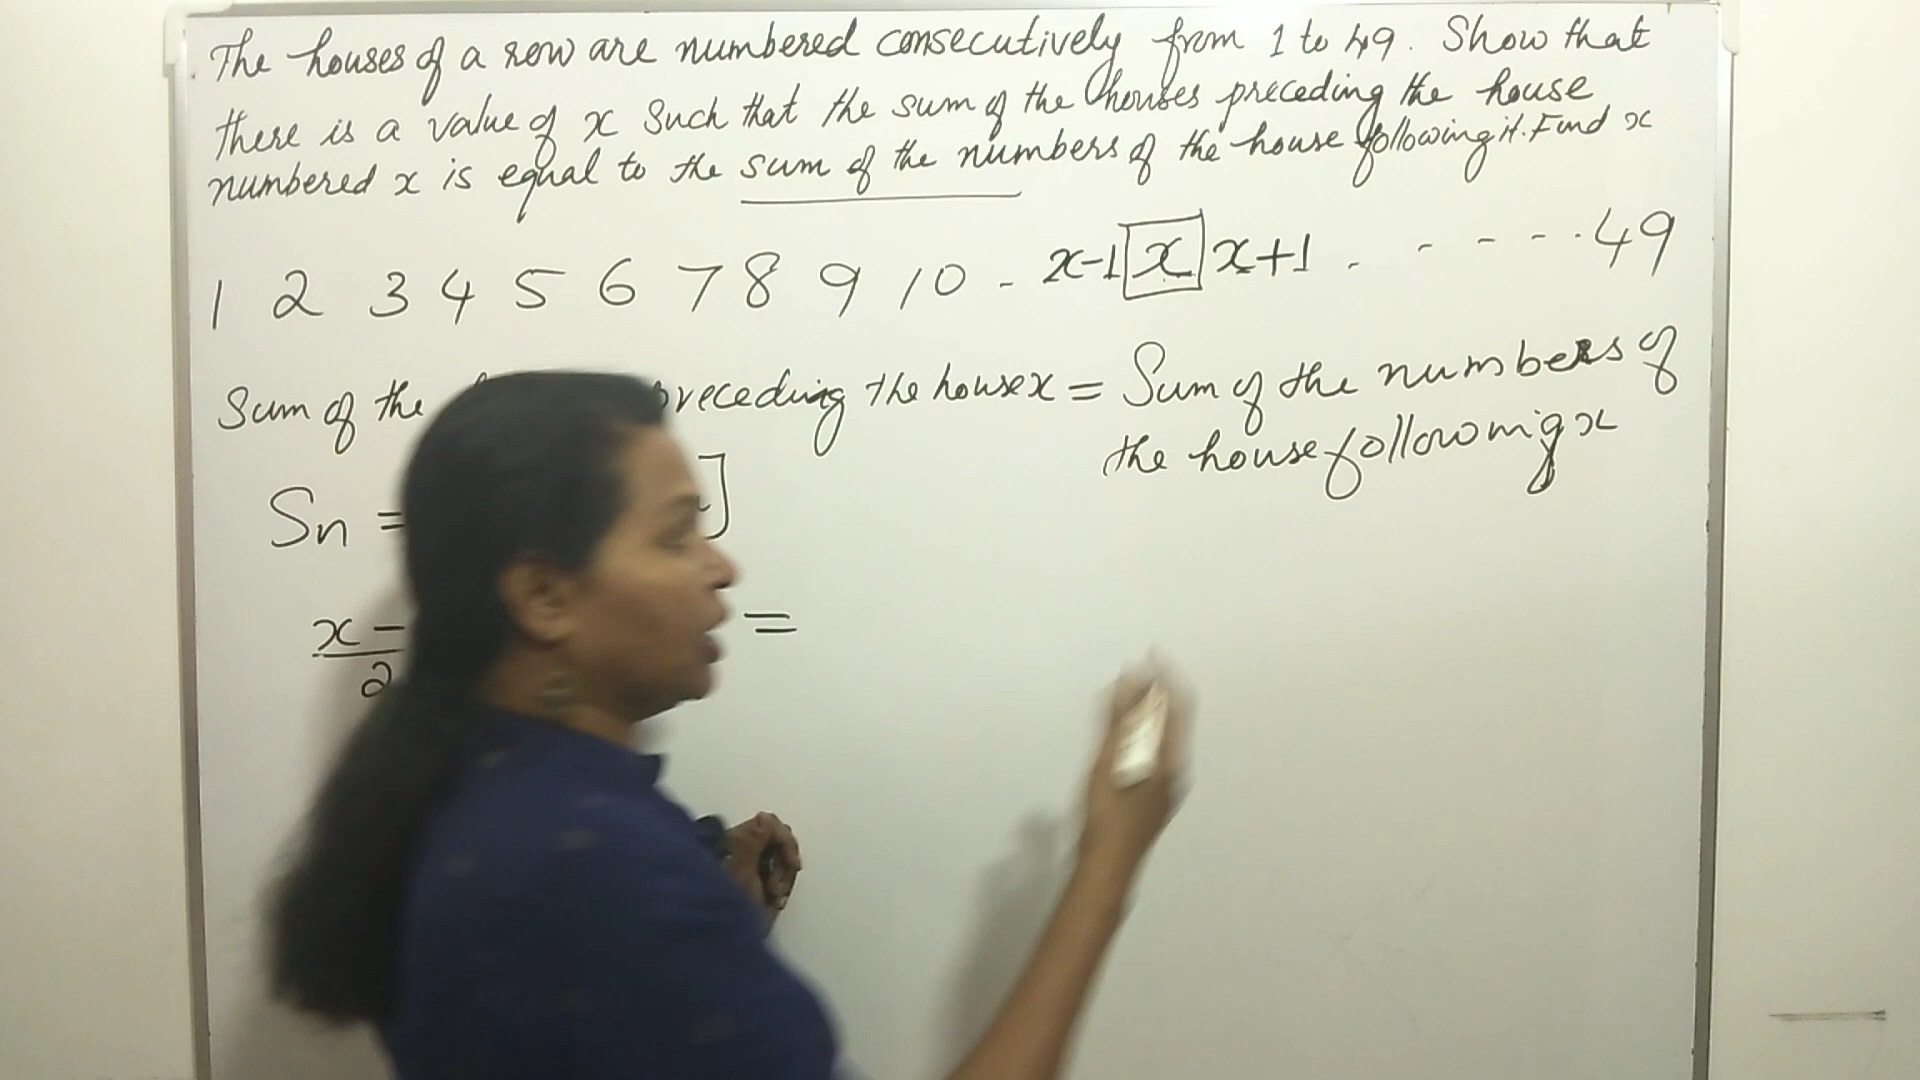 The houses of a row are numbered consecutively from 1 to 49. Show that
there is a value of x such that the sum of the houses preceding the house
numbered x is equal to the sum of the numbers of the house following it. Find x
1 2 3 4 5 6 7 8 9 10 - x-1 x x+1 . - - - . . 49
Sum of the preceding the house x = Sum of the numbers of
the house following x
Sn = ]
x - =
2